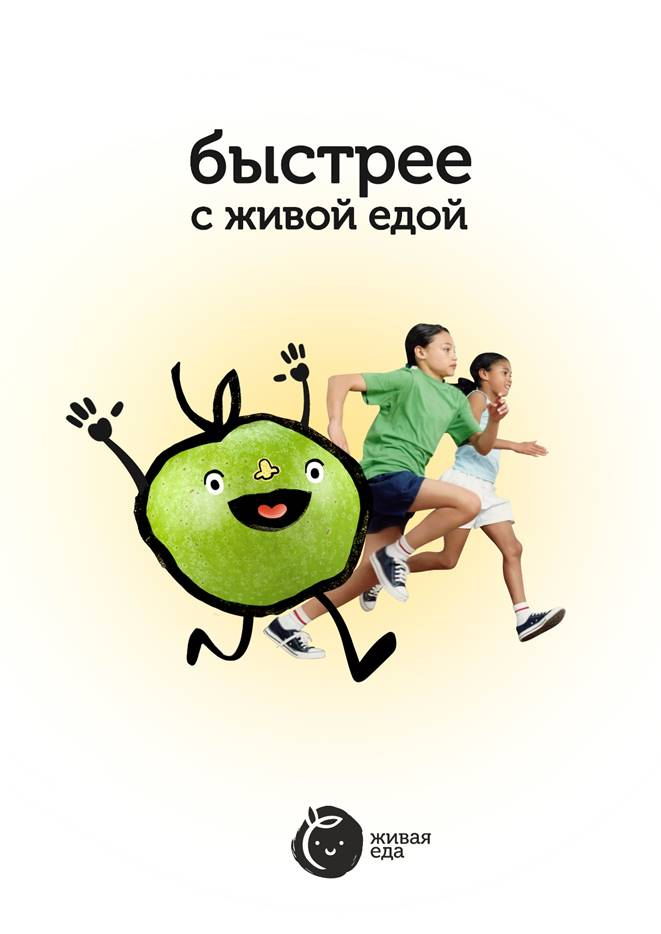 быстрее
с живой едой
живая
еда